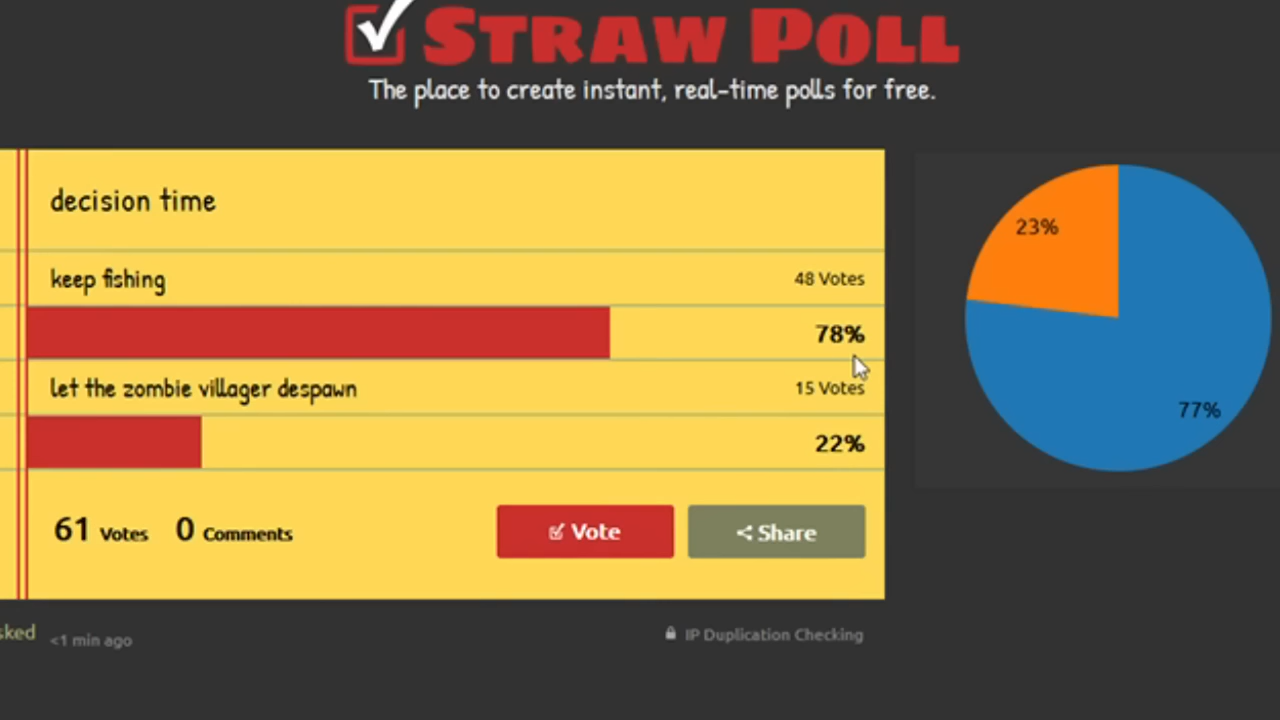 STRAW POLL
The place to create instant, real-time polls for free.
decision time
keep fishing
48 Votes
78%
let the zombie villager despawn
15 Votes
22%
61 Votes 0 Comments
Vote
Share
sked <1 min ago
IP Duplication Checking
23%
77%